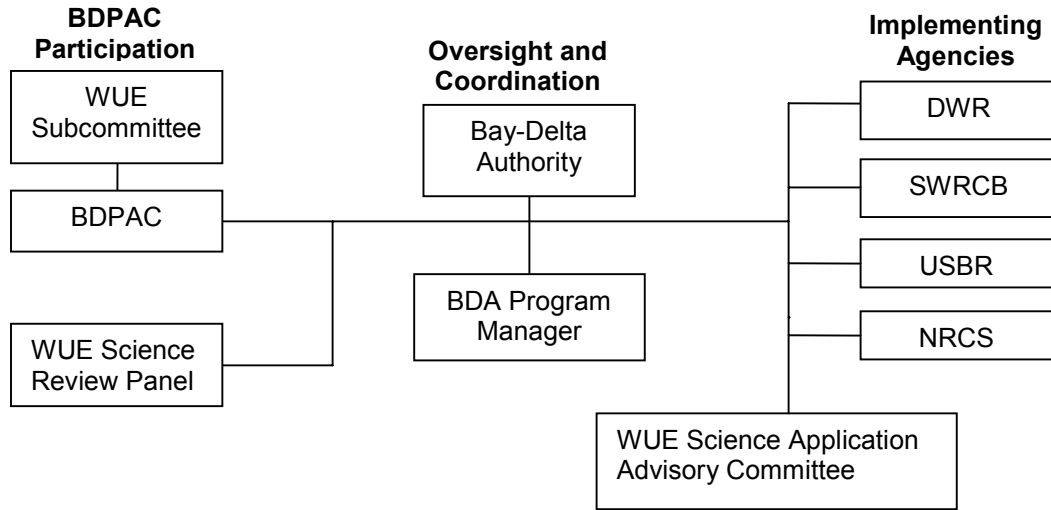 BDPAC
Participation
WUE
Subcommittee
BDPAC
WUE Science
Review Panel
Oversight and
Coordination
Bay-Delta
Authority
BDA Program
Manager
Implementing
Agencies
DWR
SWRCB
USBR
NRCS
WUE Science Application
Advisory Committee